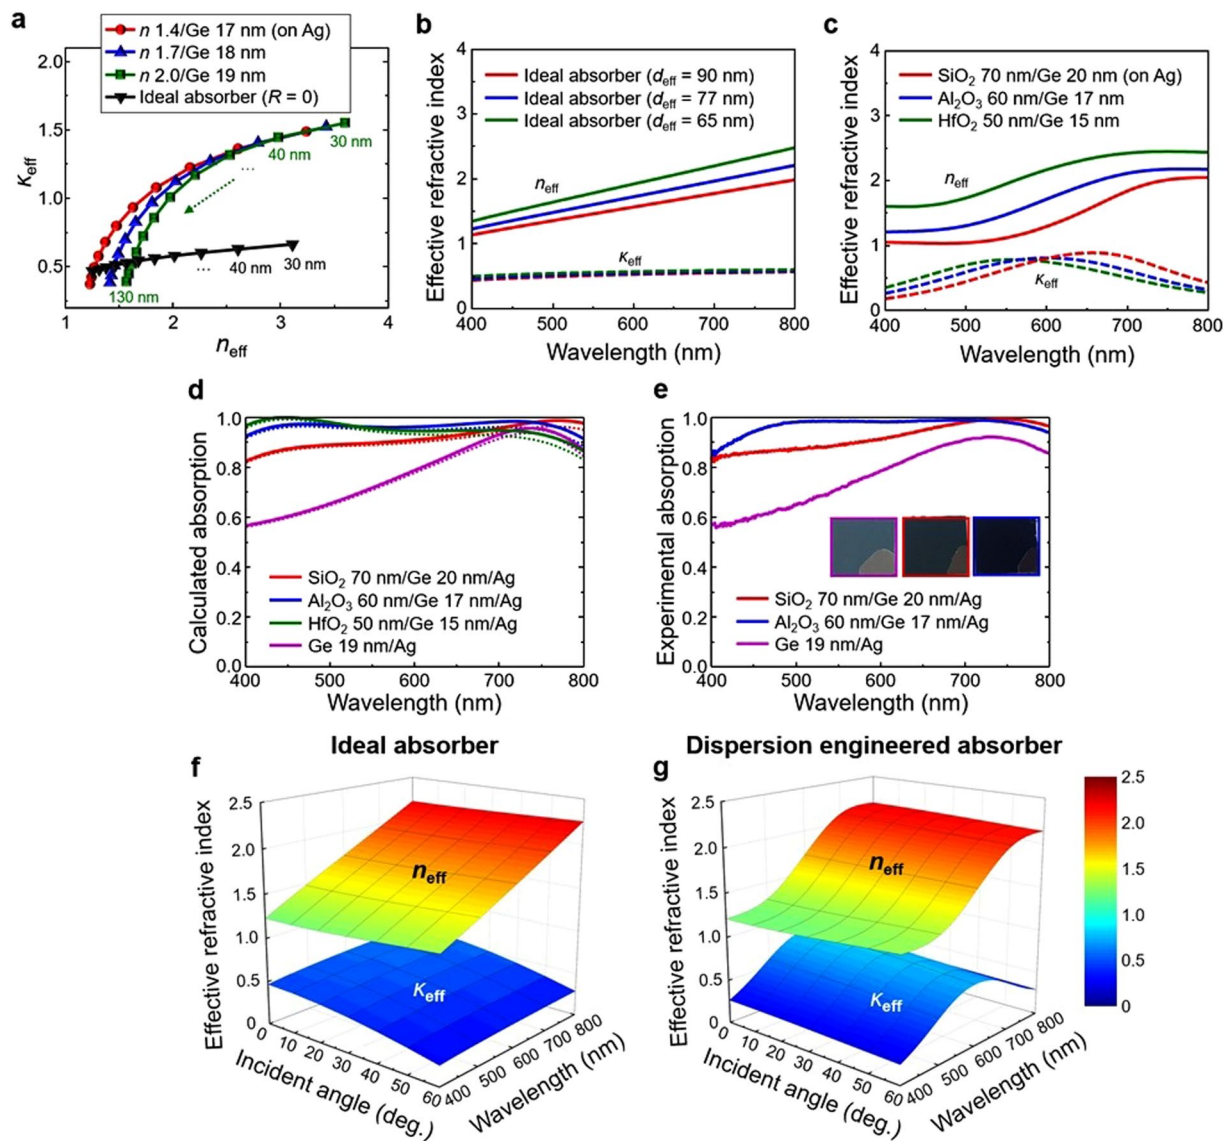 a
n 1.4/Ge 17 nm (on Ag)
n 1.7/Ge 18 nm
n 2.0/Ge 19 nm
Ideal absorber (R = 0)
2.0
1.5
1.0
0.5
κeff
40 nm
30 nm
...
...
40 nm
30 nm
130 nm
1 2 3 4
neff
b
4
3
2
1
0
Effective refractive index
Ideal absorber (deff = 90 nm)
Ideal absorber (deff = 77 nm)
Ideal absorber (deff = 65 nm)
neff
κeff
400 500 600 700 800
Wavelength (nm)
c
4
3
2
1
0
Effective refractive index
SiO2 70 nm/Ge 20 nm (on Ag)
Al2O3 60 nm/Ge 17 nm
HfO2 50 nm/Ge 15 nm
neff
κeff
400 500 600 700 800
Wavelength (nm)
d
1.0
0.8
0.6
0.4
0.2
0.0
Calculated absorption
SiO2 70 nm/Ge 20 nm/Ag
Al2O3 60 nm/Ge 17 nm/Ag
HfO2 50 nm/Ge 15 nm/Ag
Ge 19 nm/Ag
400 500 600 700 800
Wavelength (nm)
e
1.0
0.8
0.6
0.4
0.2
0.0
Experimental absorption
SiO2 70 nm/Ge 20 nm/Ag
Al2O3 60 nm/Ge 17 nm/Ag
Ge 19 nm/Ag
400 500 600 700 800
Wavelength (nm)
Ideal absorber
f
2.5
2.0
1.5
1.0
0.5
0
Effective refractive index
neff
κeff
0 10 20 30 40 50 60
Incident angle (deg.)
400 500 600 700 800
Wavelength (nm)
Dispersion engineered absorber
g
2.5
2.0
1.5
1.0
0.5
0
Effective refractive index
neff
κeff
0 10 20 30 40 50 60
Incident angle (deg.)
400 500 600 700 800
Wavelength (nm)
2.5
2.0
1.5
1.0
0.5
0